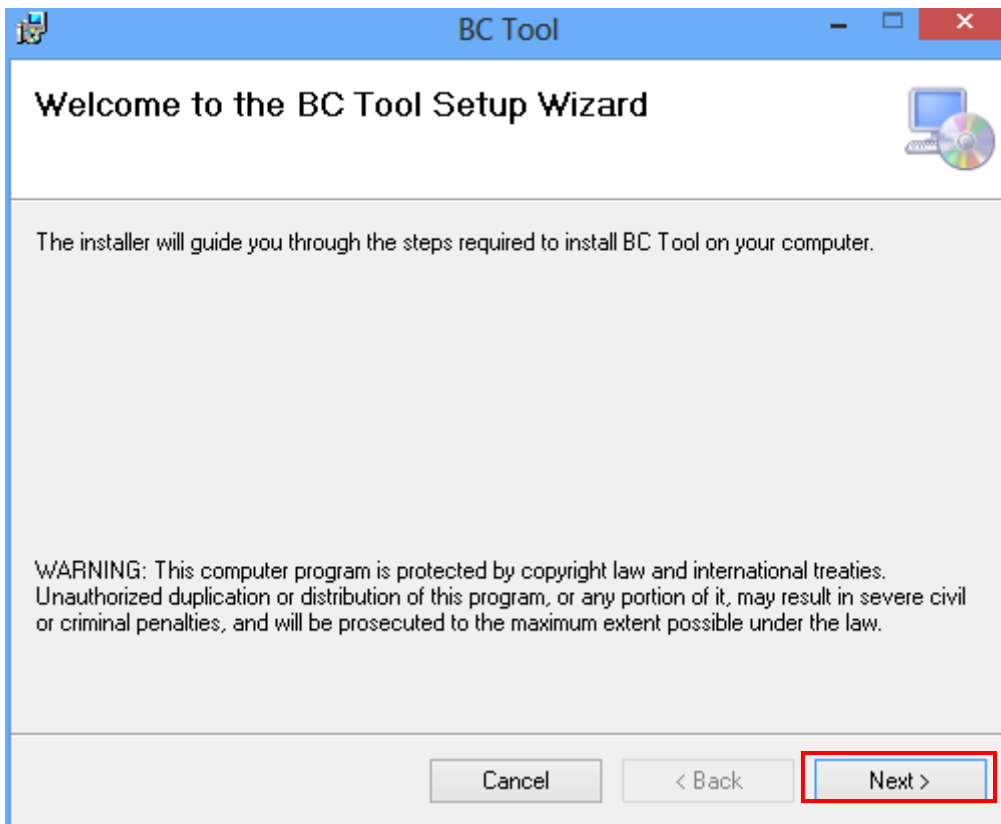 BC Tool
Welcome to the BC Tool Setup Wizard
The installer will guide you through the steps required to install BC Tool on your computer.
WARNING: This computer program is protected by copyright law and international treaties.
Unauthorized duplication or distribution of this program, or any portion of it, may result in severe civil
or criminal penalties, and will be prosecuted to the maximum extent possible under the law.
Cancel < Back Next >